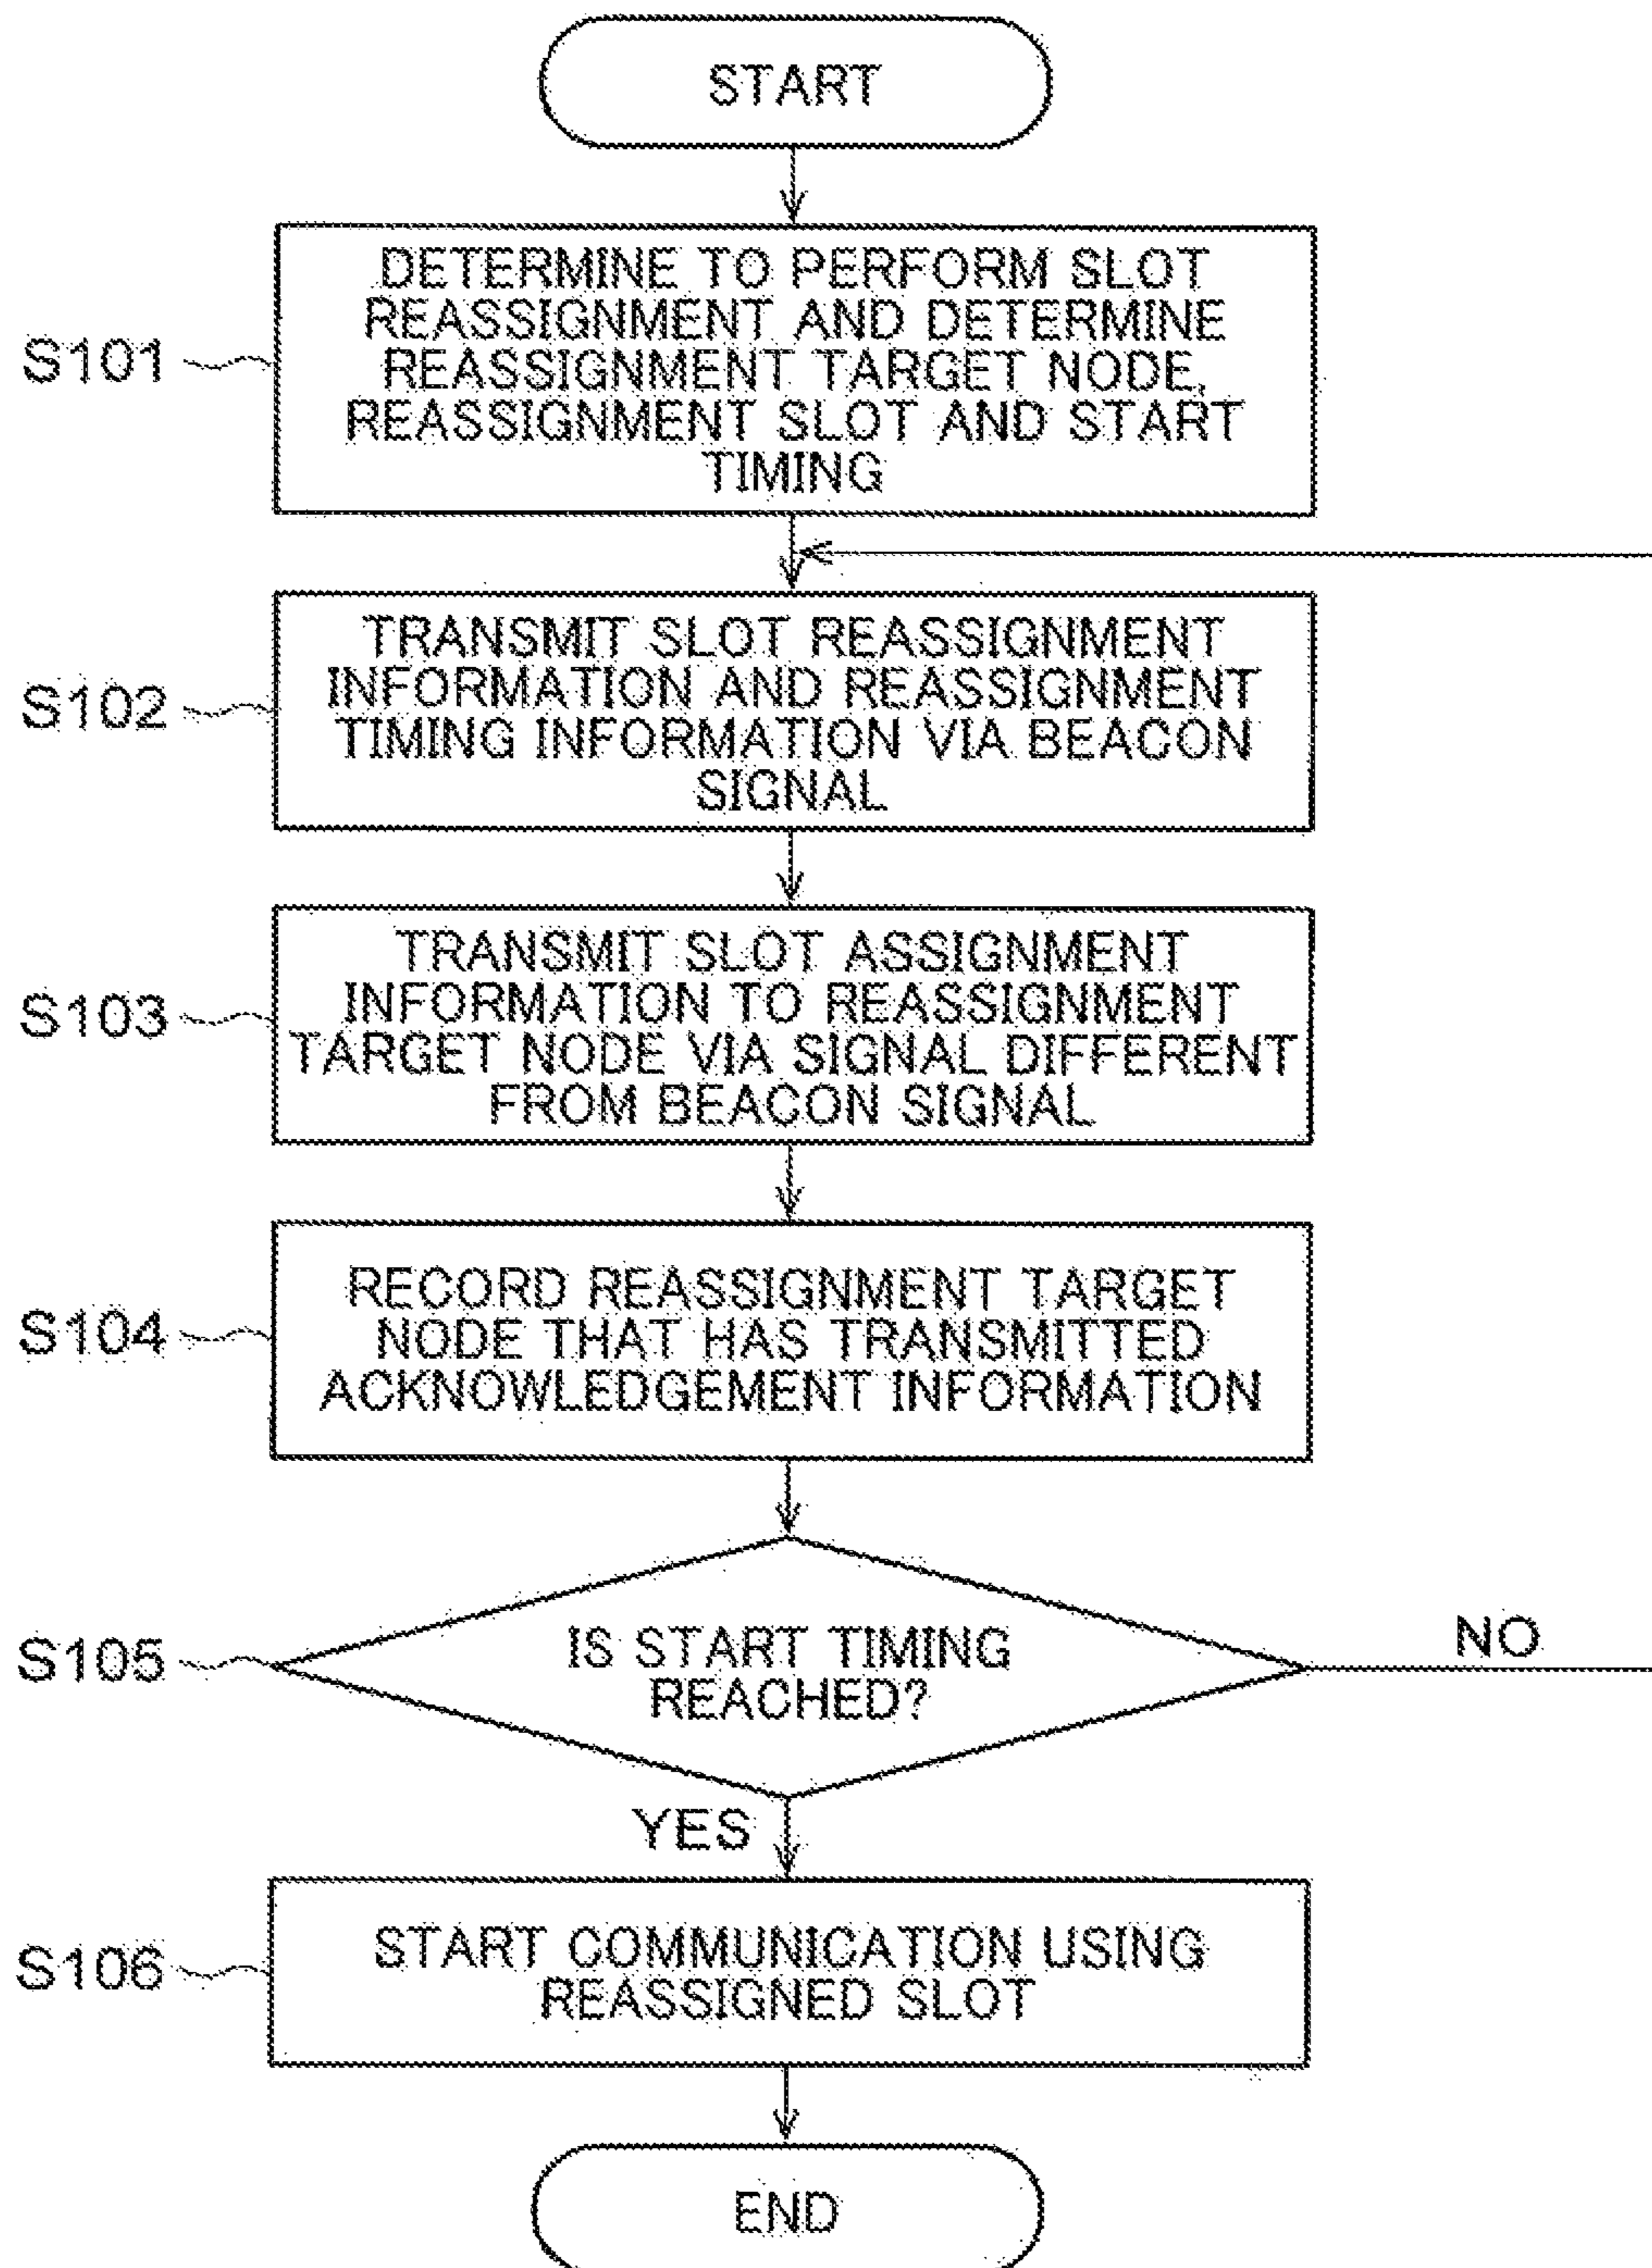 START
S101
DETERMINE TO PERFORM SLOT
REASSIGNMENT AND DETERMINE
REASSIGNMENT TARGET NODE,
REASSIGNMENT SLOT AND START
TIMING
S102
TRANSMIT SLOT REASSIGNMENT
INFORMATION AND REASSIGNMENT
TIMING INFORMATION VIA BEACON
SIGNAL
S103
TRANSMIT SLOT ASSIGNMENT
INFORMATION TO REASSIGNMENT
TARGET NODE VIA SIGNAL DIFFERENT
FROM BEACON SIGNAL
S104
RECORD REASSIGNMENT TARGET
NODE THAT HAS TRANSMITTED
ACKNOWLEDGEMENT INFORMATION
S105
IS START TIMING
REACHED?
NO
YES
S106
START COMMUNICATION USING
REASSIGNED SLOT
END